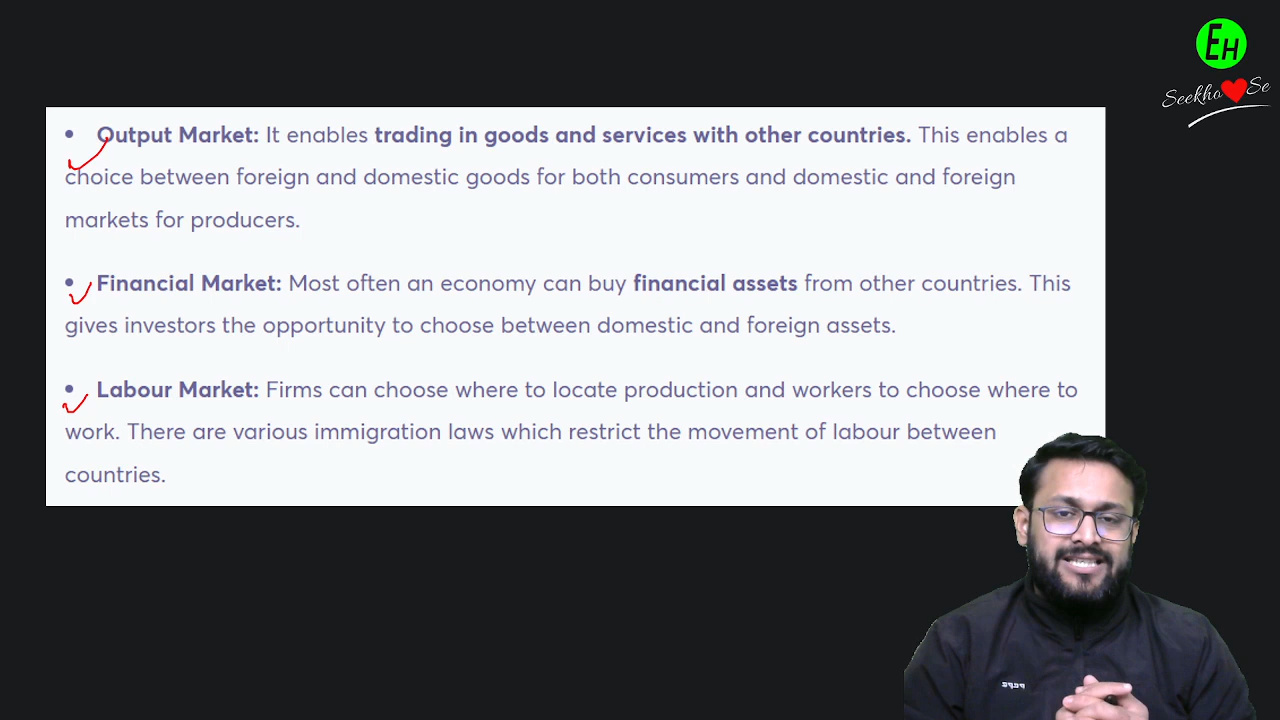 EH
Seekho Se
• Output Market: It enables trading in goods and services with other countries. This enables a
choice between foreign and domestic goods for both consumers and domestic and foreign
markets for producers.
• Financial Market: Most often an economy can buy financial assets from other countries. This
gives investors the opportunity to choose between domestic and foreign assets.
• Labour Market: Firms can choose where to locate production and workers to choose where to
work. There are various immigration laws which restrict the movement of labour between
countries.